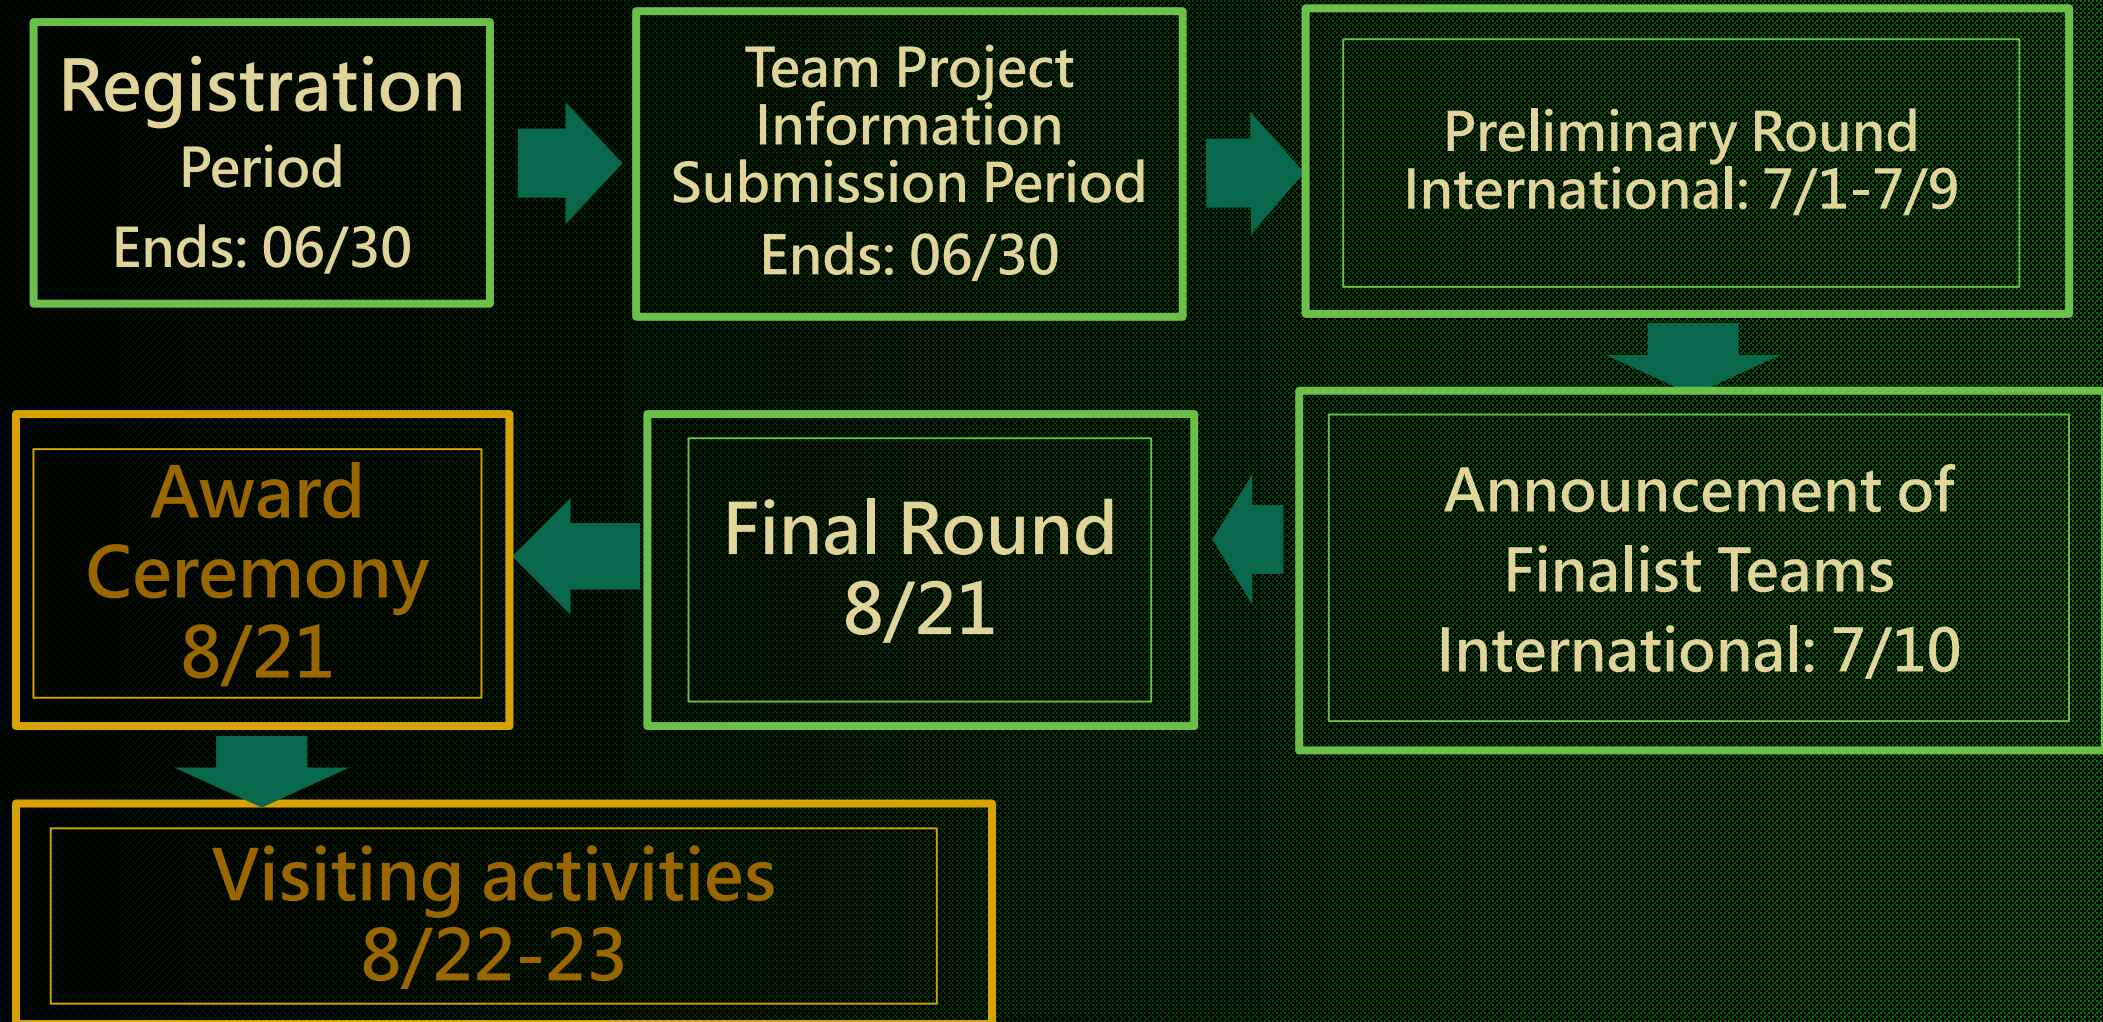 Registration
Period
Ends: 06/30
Team Project
Information
Submission Period
Ends: 06/30
Preliminary Round
International: 7/1-7/9
Announcement of
Finalist Teams
International: 7/10
Final Round
8/21
Award
Ceremony
8/21
Visiting activities
8/22-23